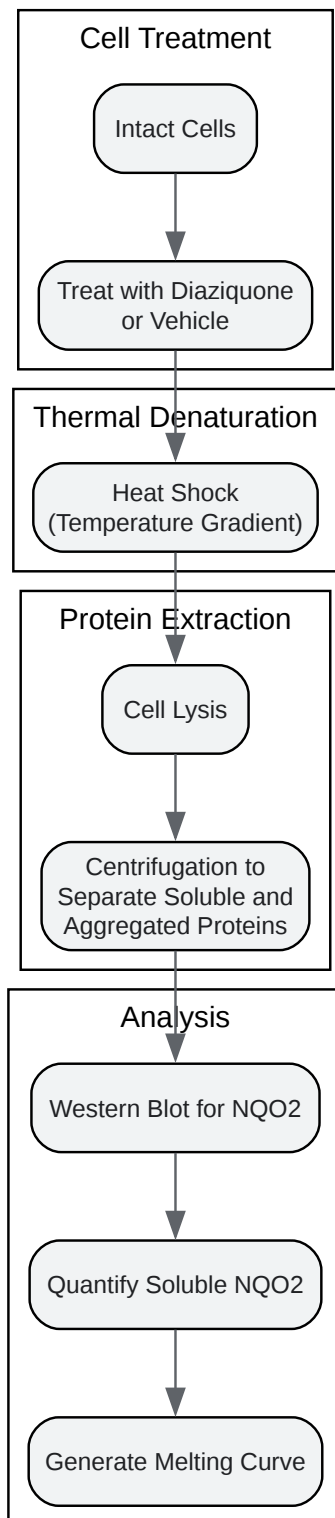 Cell Treatment
Intact Cells
Treat with Diaziquone
or Vehicle
Thermal Denaturation
Heat Shock
(Temperature Gradient)
Protein Extraction
Cell Lysis
Centrifugation to
Separate Soluble and
Aggregated Proteins
Analysis
Western Blot for NQO2
Quantify Soluble NQO2
Generate Melting Curve